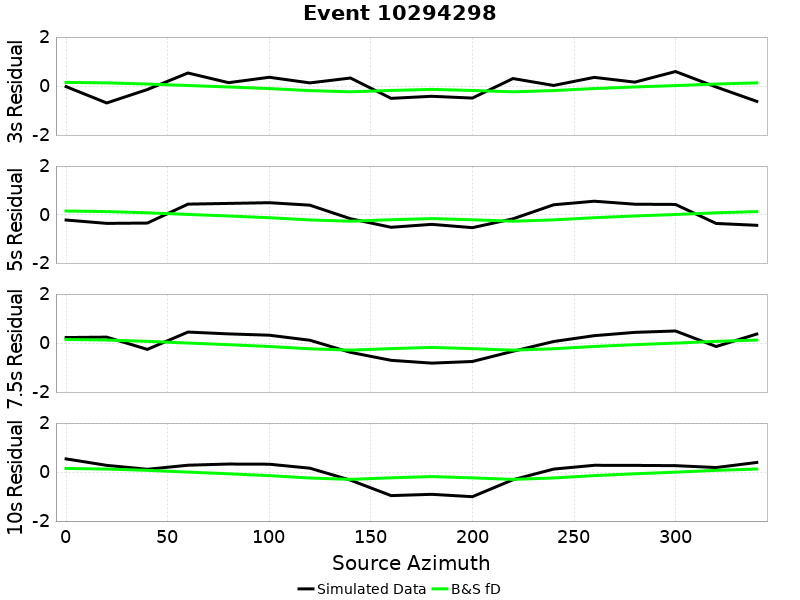 Event 10294298
3s Residual
2
0
-2
5s Residual
2
0
-2
7.5s Residual
2
0
-2
10s Residual
2
0
-2
0 50 100 150 200 250 300
Source Azimuth
Simulated Data B&S fD